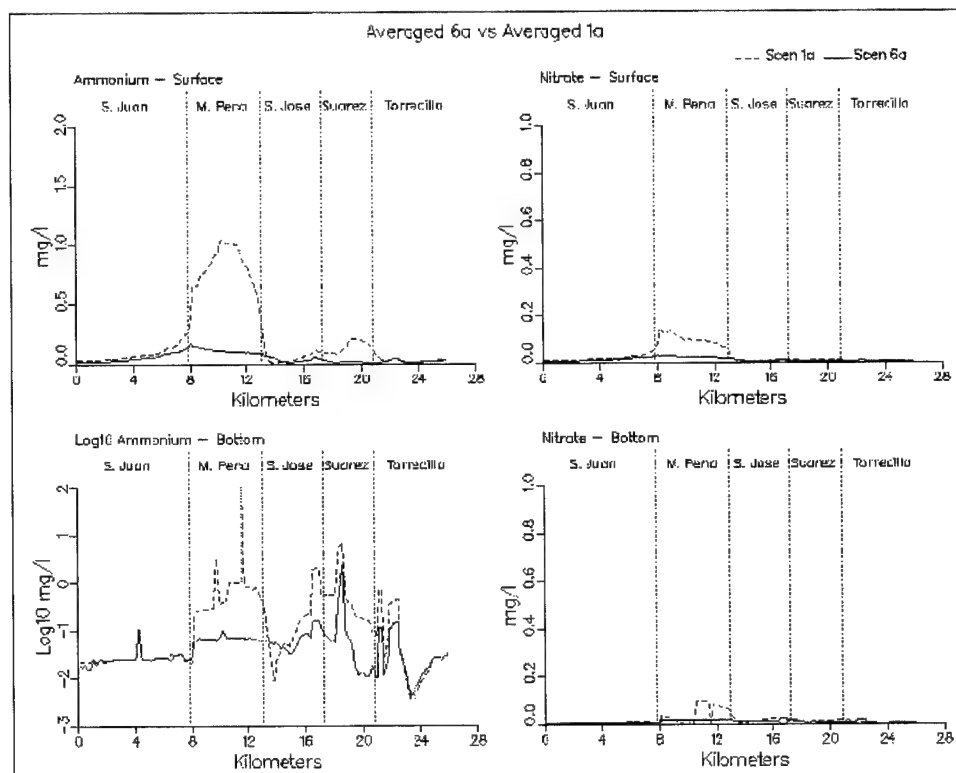 Averaged 6a vs Averaged 1a
Scen 1a Scen 6a
Ammonium – Surface
S. Juan M. Pena S. Jose Suarez Torrecilla
mg/l
2.0
1.5
1.0
0.5
0.0
0 4 8 12 16 20 24 28
Kilometers
Nitrate – Surface
S. Juan M. Pena S. Jose Suarez Torrecilla
mg/l
1.0
0.8
0.6
0.4
0.2
0.0
0 4 8 12 16 20 24 28
Kilometers
Log10 Ammonium – Bottom
S. Juan M. Pena S. Jose Suarez Torrecilla
Log10 mg/l
2
1
-0
-1
-2
-3
0 4 8 12 16 20 24 28
Kilometers
Nitrate – Bottom
S. Juan M. Pena S. Jose Suarez Torrecilla
mg/l
1.0
0.8
0.6
0.4
0.2
0.0
0 4 8 12 16 20 24 28
Kilometers